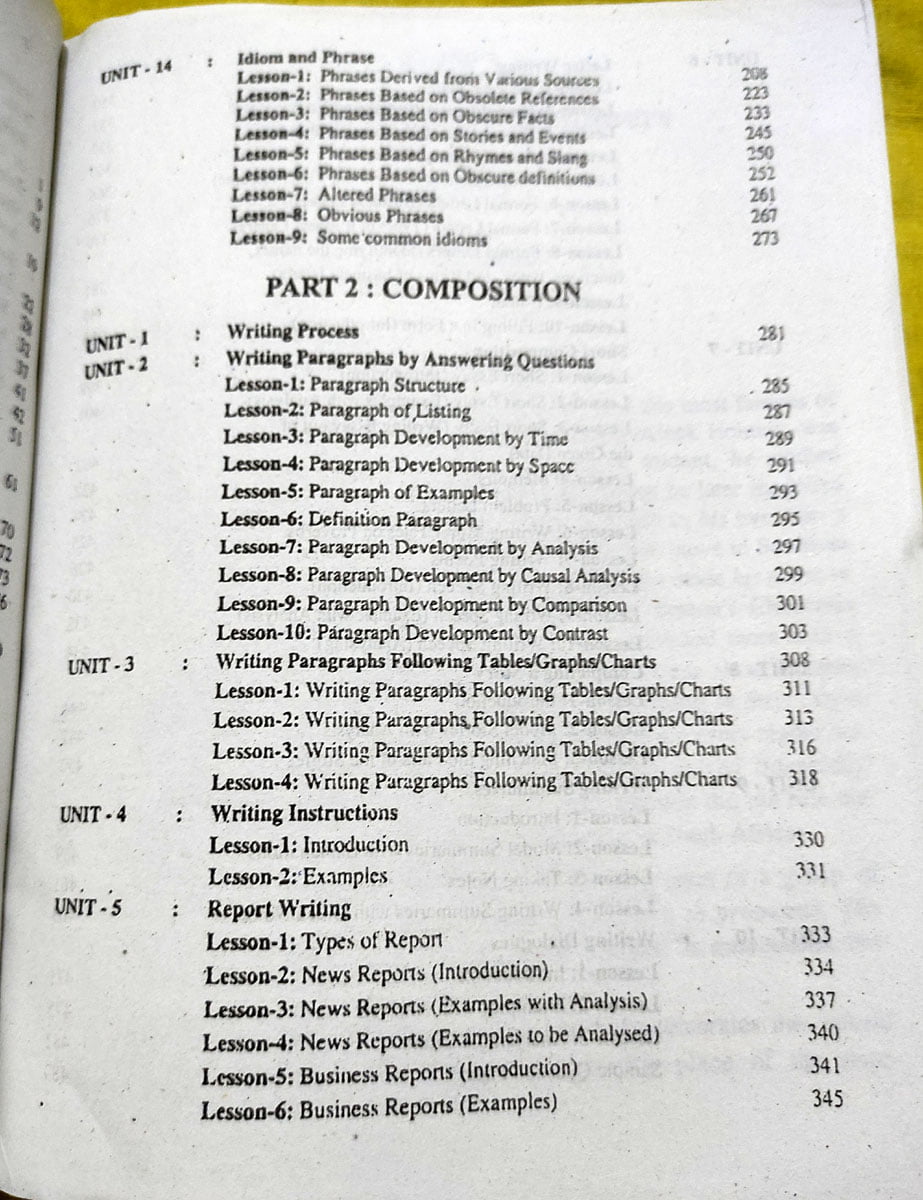 UNIT - 14 : Idiom and Phrase
Lesson-1: Phrases Derived from Various Sources 208
Lesson-2: Phrases Based on Obsolete References 223
Lesson-3: Phrases Based on Obscure Facts 233
Lesson-4: Phrases Based on Stories and Events 245
Lesson-5: Phrases Based on Rhymes and Slang 250
Lesson-6: Phrases Based on Obscure definitions 252
Lesson-7: Altered Phrases 261
Lesson-8: Obvious Phrases 267
Lesson-9: Some common idioms 273
PART 2 : COMPOSITION
UNIT - 1 : Writing Process 281
UNIT - 2 : Writing Paragraphs by Answering Questions
Lesson-1: Paragraph Structure 285
Lesson-2: Paragraph of Listing 287
Lesson-3: Paragraph Development by Time 289
Lesson-4: Paragraph Development by Space 291
Lesson-5: Paragraph of Examples 293
Lesson-6: Definition Paragraph 295
Lesson-7: Paragraph Development by Analysis 297
Lesson-8: Paragraph Development by Causal Analysis 299
Lesson-9: Paragraph Development by Comparison 301
Lesson-10: Paragraph Development by Contrast 303
UNIT - 3 : Writing Paragraphs Following Tables/Graphs/Charts 308
Lesson-1: Writing Paragraphs Following Tables/Graphs/Charts 311
Lesson-2: Writing Paragraphs Following Tables/Graphs/Charts 313
Lesson-3: Writing Paragraphs Following Tables/Graphs/Charts 316
Lesson-4: Writing Paragraphs Following Tables/Graphs/Charts 318
UNIT - 4 : Writing Instructions
Lesson-1: Introduction 330
Lesson-2: Examples 331
UNIT - 5 : Report Writing
Lesson-1: Types of Report 333
Lesson-2: News Reports (Introduction) 334
Lesson-3: News Reports (Examples with Analysis) 337
Lesson-4: News Reports (Examples to be Analysed) 340
Lesson-5: Business Reports (Introduction) 341
Lesson-6: Business Reports (Examples) 345